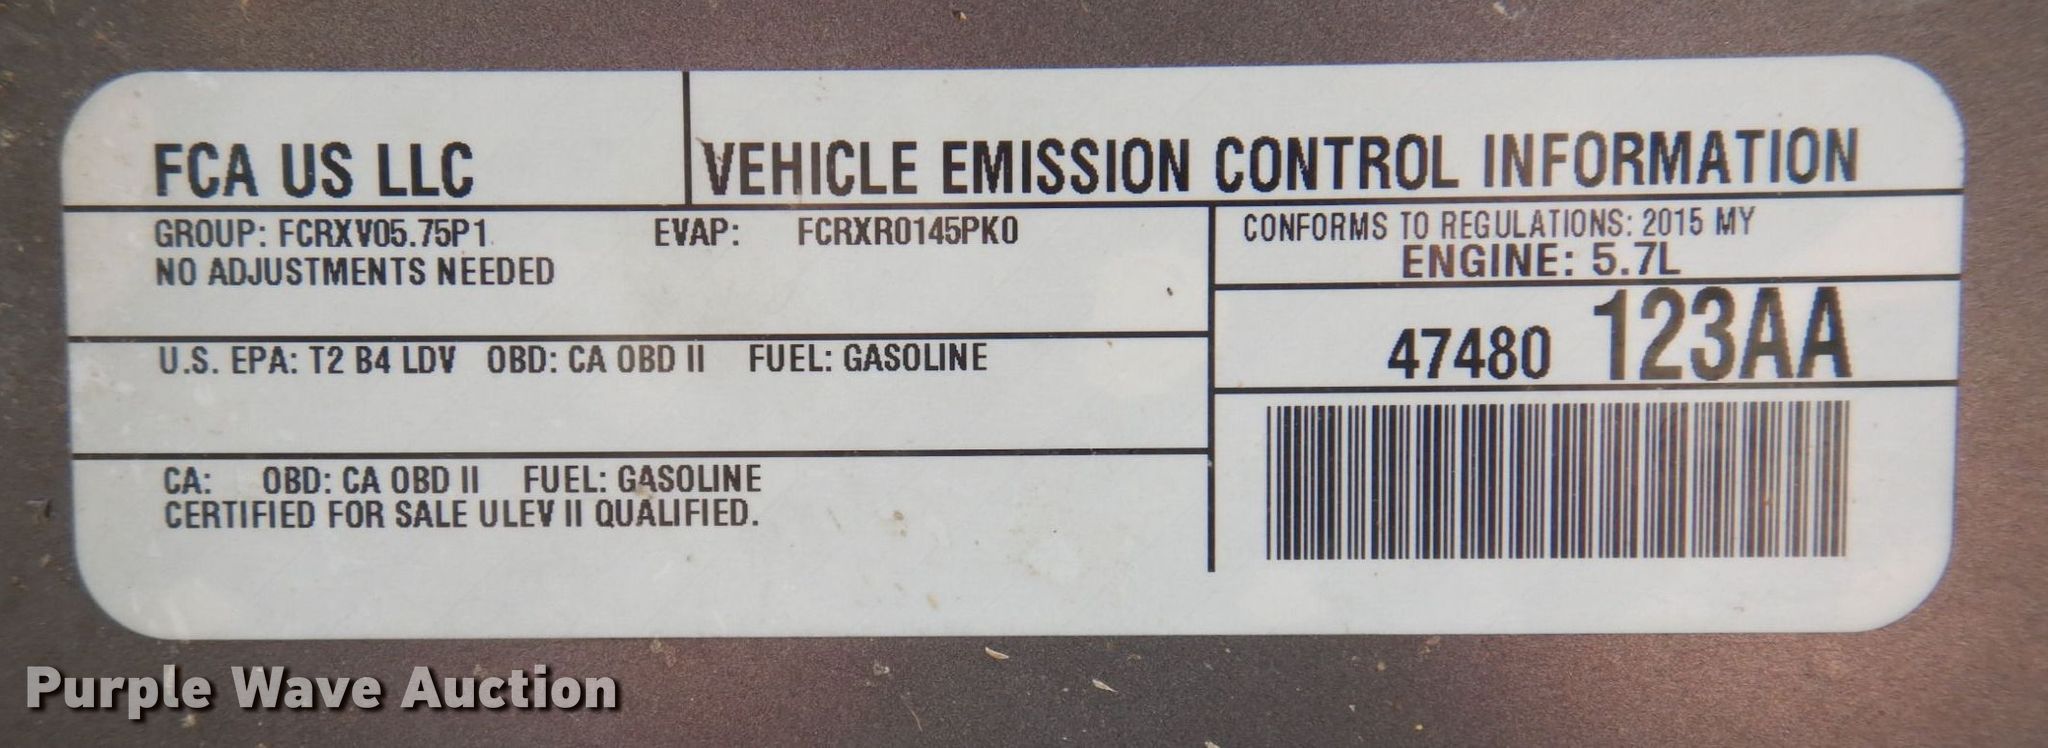 FCA US LLC
VEHICLE EMISSION CONTROL INFORMATION
GROUP: FCRXV05.75P1 EVAP: FCRXR0145PK0
NO ADJUSTMENTS NEEDED
CONFORMS TO REGULATIONS: 2015 MY
ENGINE: 5.7L
47480 123AA
U.S. EPA: T2 B4 LDV OBD: CA OBD II FUEL: GASOLINE
CA: OBD: CA OBD II FUEL: GASOLINE
CERTIFIED FOR SALE ULEV II QUALIFIED.
Purple Wave Auction